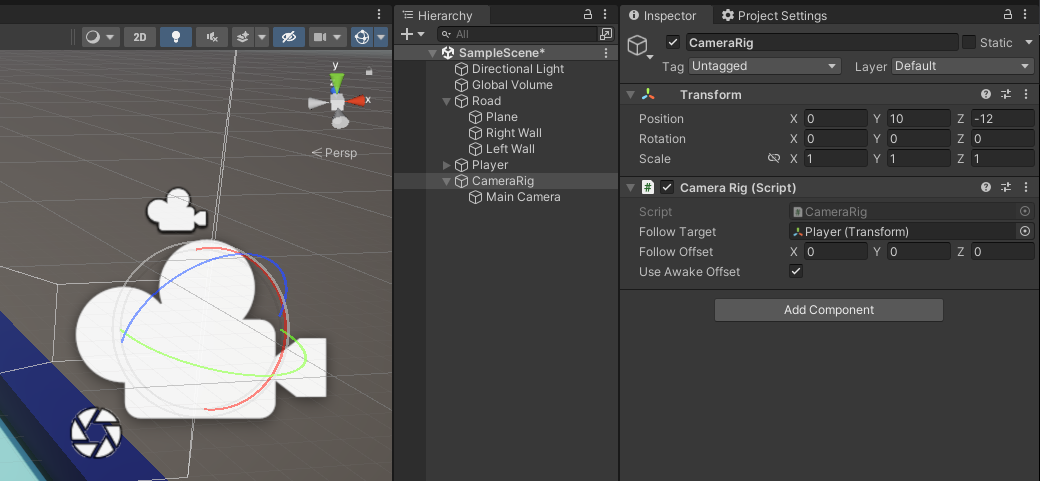 2D
y
x
Persp
Hierarchy
All
SampleScene*
Directional Light
Global Volume
Road
Plane
Right Wall
Left Wall
Player
CameraRig
Main Camera
Inspector Project Settings
CameraRig Static
Tag Untagged Layer Default
Transform
Position X 0 Y 10 Z -12
Rotation X 0 Y 0 Z 0
Scale X 1 Y 1 Z 1
# Camera Rig (Script)
Script CameraRig
Follow Target Player (Transform)
Follow Offset X 0 Y 0 Z 0
Use Awake Offset
Add Component